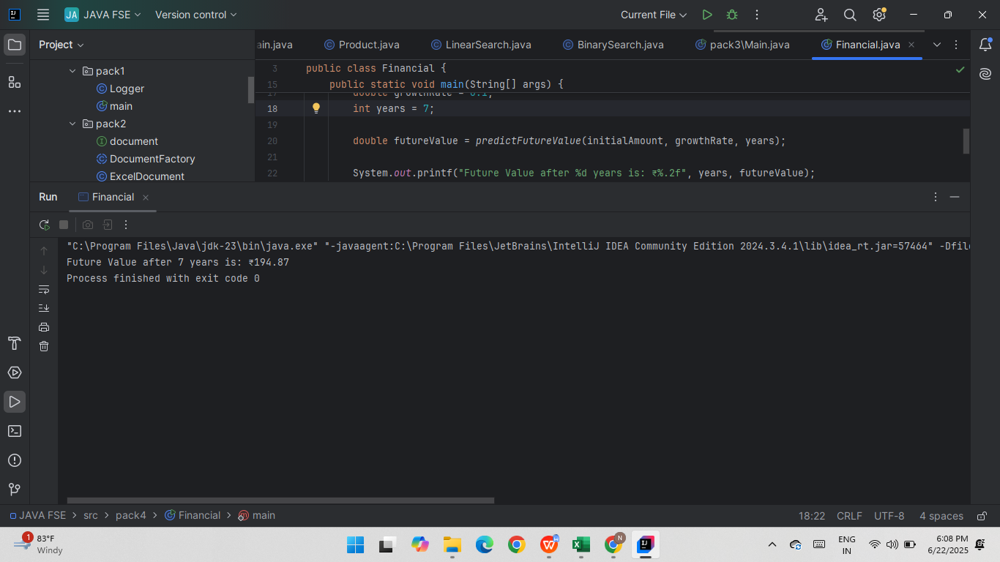 JA JAVA FSE Version control Current File
Project
ain.java Product.java LinearSearch.java BinarySearch.java pack3\Main.java Financial.java
pack1
Logger
main
pack2
document
DocumentFactory
ExcelDocument
3 public class Financial {
15 public static void main(String[] args) {
17 double growthRate = 0.1;
18 int years = 7;
19
20 double futureValue = predictFutureValue(initialAmount, growthRate, years);
21
22 System.out.printf("Future Value after %d years is: ₹%.2f", years, futureValue);
Run Financial
"C:\Program Files\Java\jdk-23\bin\java.exe" "-javaagent:C:\Program Files\JetBrains\IntelliJ IDEA Community Edition 2024.3.4.1\lib\idea_rt.jar=57464" -Dfile
Future Value after 7 years is: ₹194.87
Process finished with exit code 0
JAVA FSE > src > pack4 > Financial > main 18:22 CRLF UTF-8 4 spaces
1 83°F
Windy
ENG
IN
6:08 PM
6/22/2025